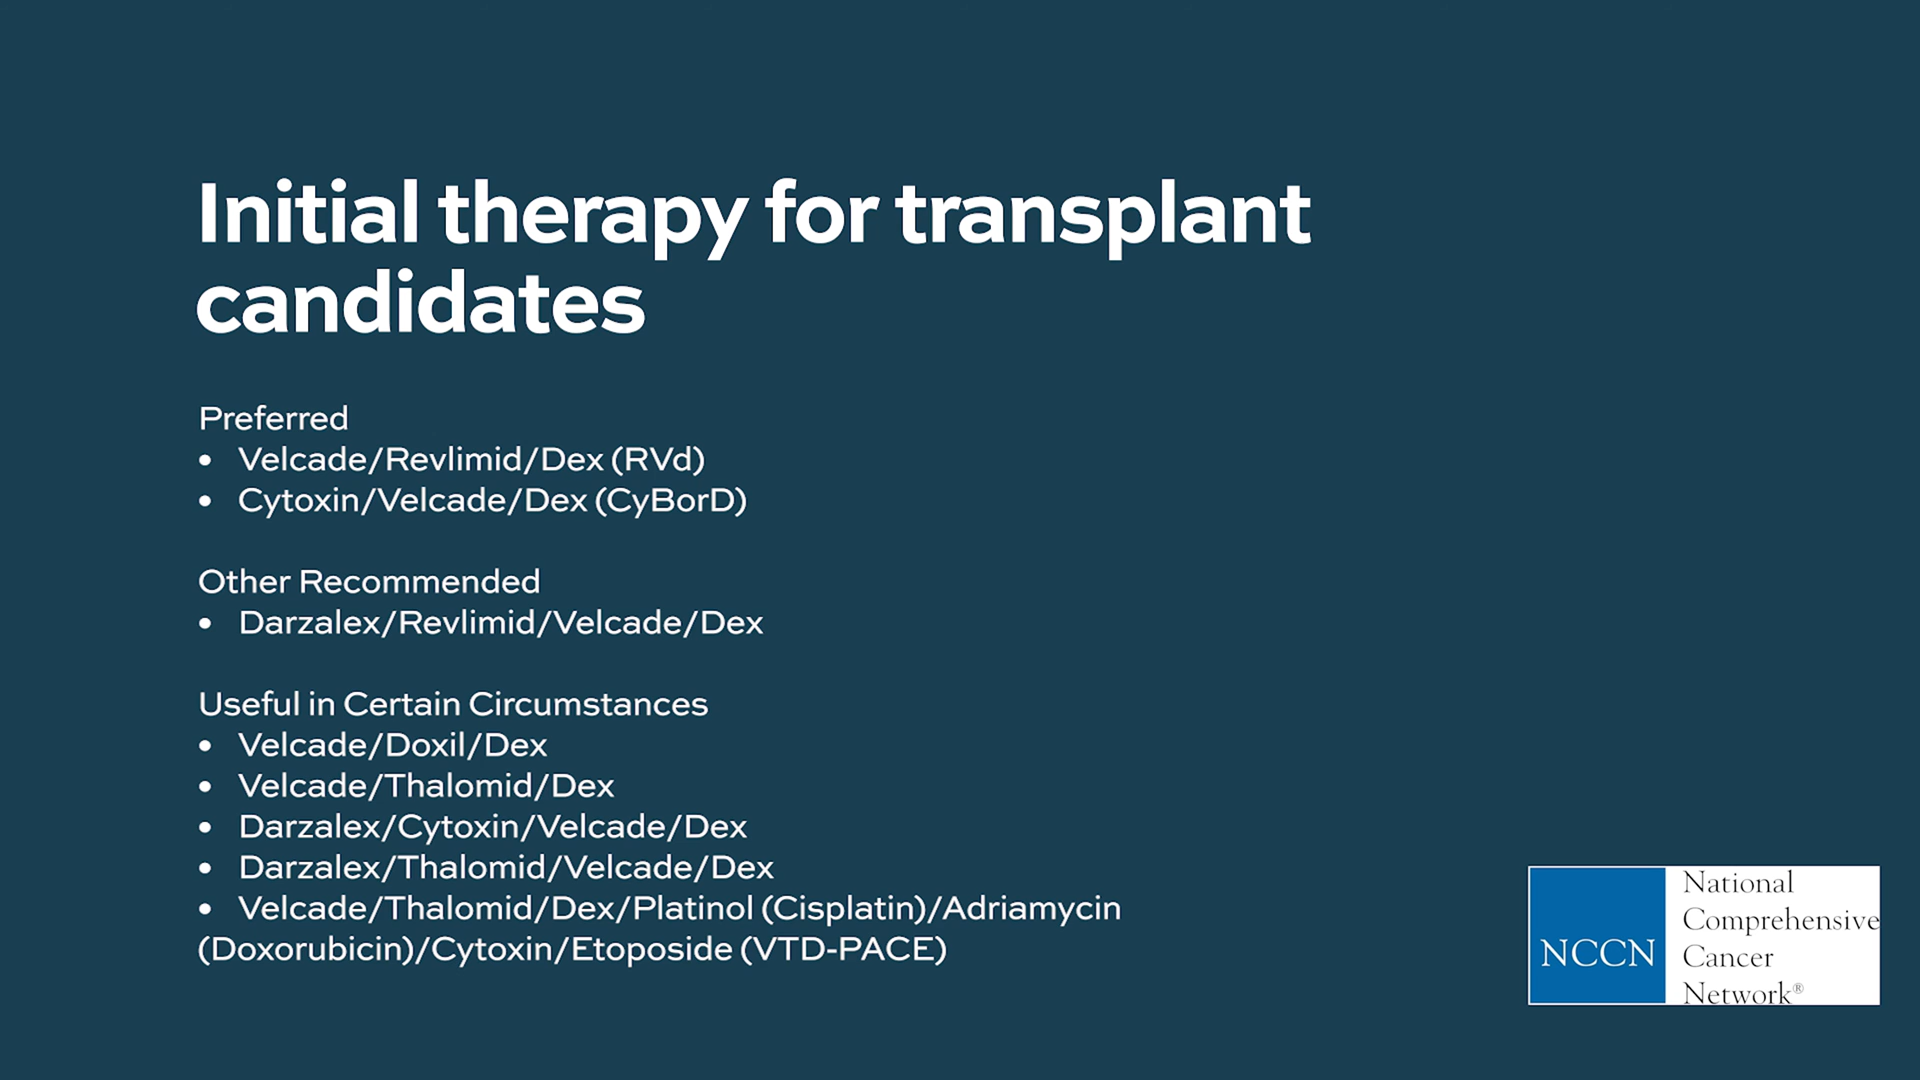 Initial therapy for transplant
candidates
Preferred
• Velcade/Revlimid/Dex (RVd)
• Cytoxin/Velcade/Dex (CyBorD)
Other Recommended
• Darzalex/Revlimid/Velcade/Dex
Useful in Certain Circumstances
• Velcade/Doxil/Dex
• Velcade/Thalomid/Dex
• Darzalex/Cytoxin/Velcade/Dex
• Darzalex/Thalomid/Velcade/Dex
• Velcade/Thalomid/Dex/Platinol (Cisplatin)/Adriamycin
(Doxorubicin)/Cytoxin/Etoposide (VTD-PACE)
NCCN
National
Comprehensive
Cancer
Network®